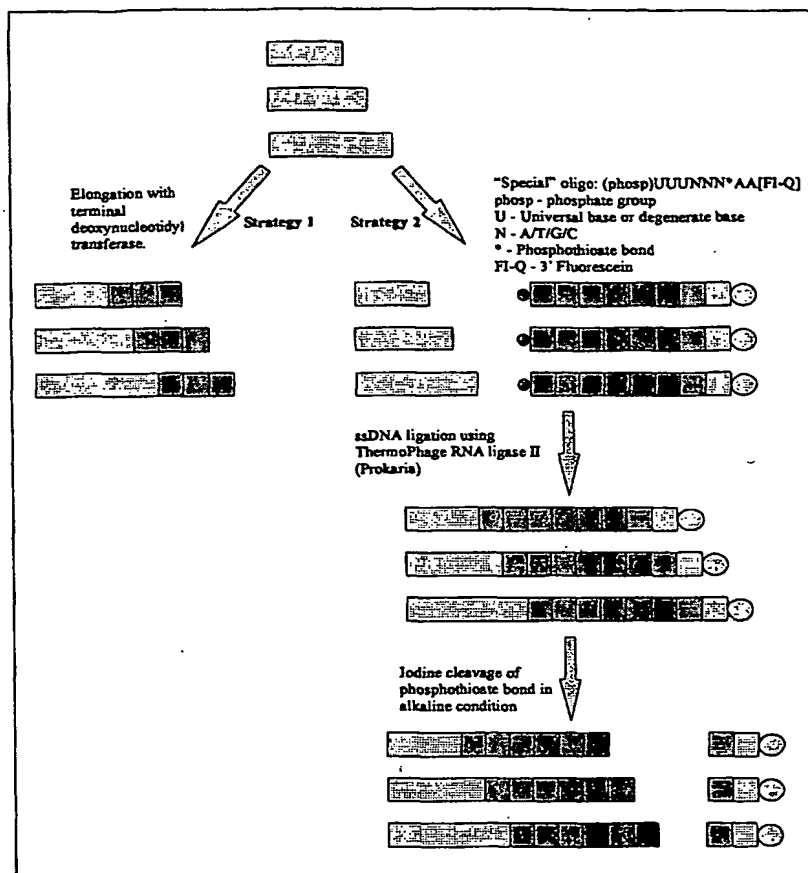 Elongation with
terminal
deoxynucleotidyl
transferase.
Strategy 1
Strategy 2
"Special" oligo: (phosp)UUUNNN*AA[FI-Q]
phosp - phosphate group
U - Universal base or degenerate base
N - A/T/G/C
* - Phosphothioate bond
FI-Q - 3' Fluorescein
ssDNA ligation using
ThermoPhage RNA ligase II
(Prokaria)
Iodine cleavage of
phosphothioate bond in
alkaline condition